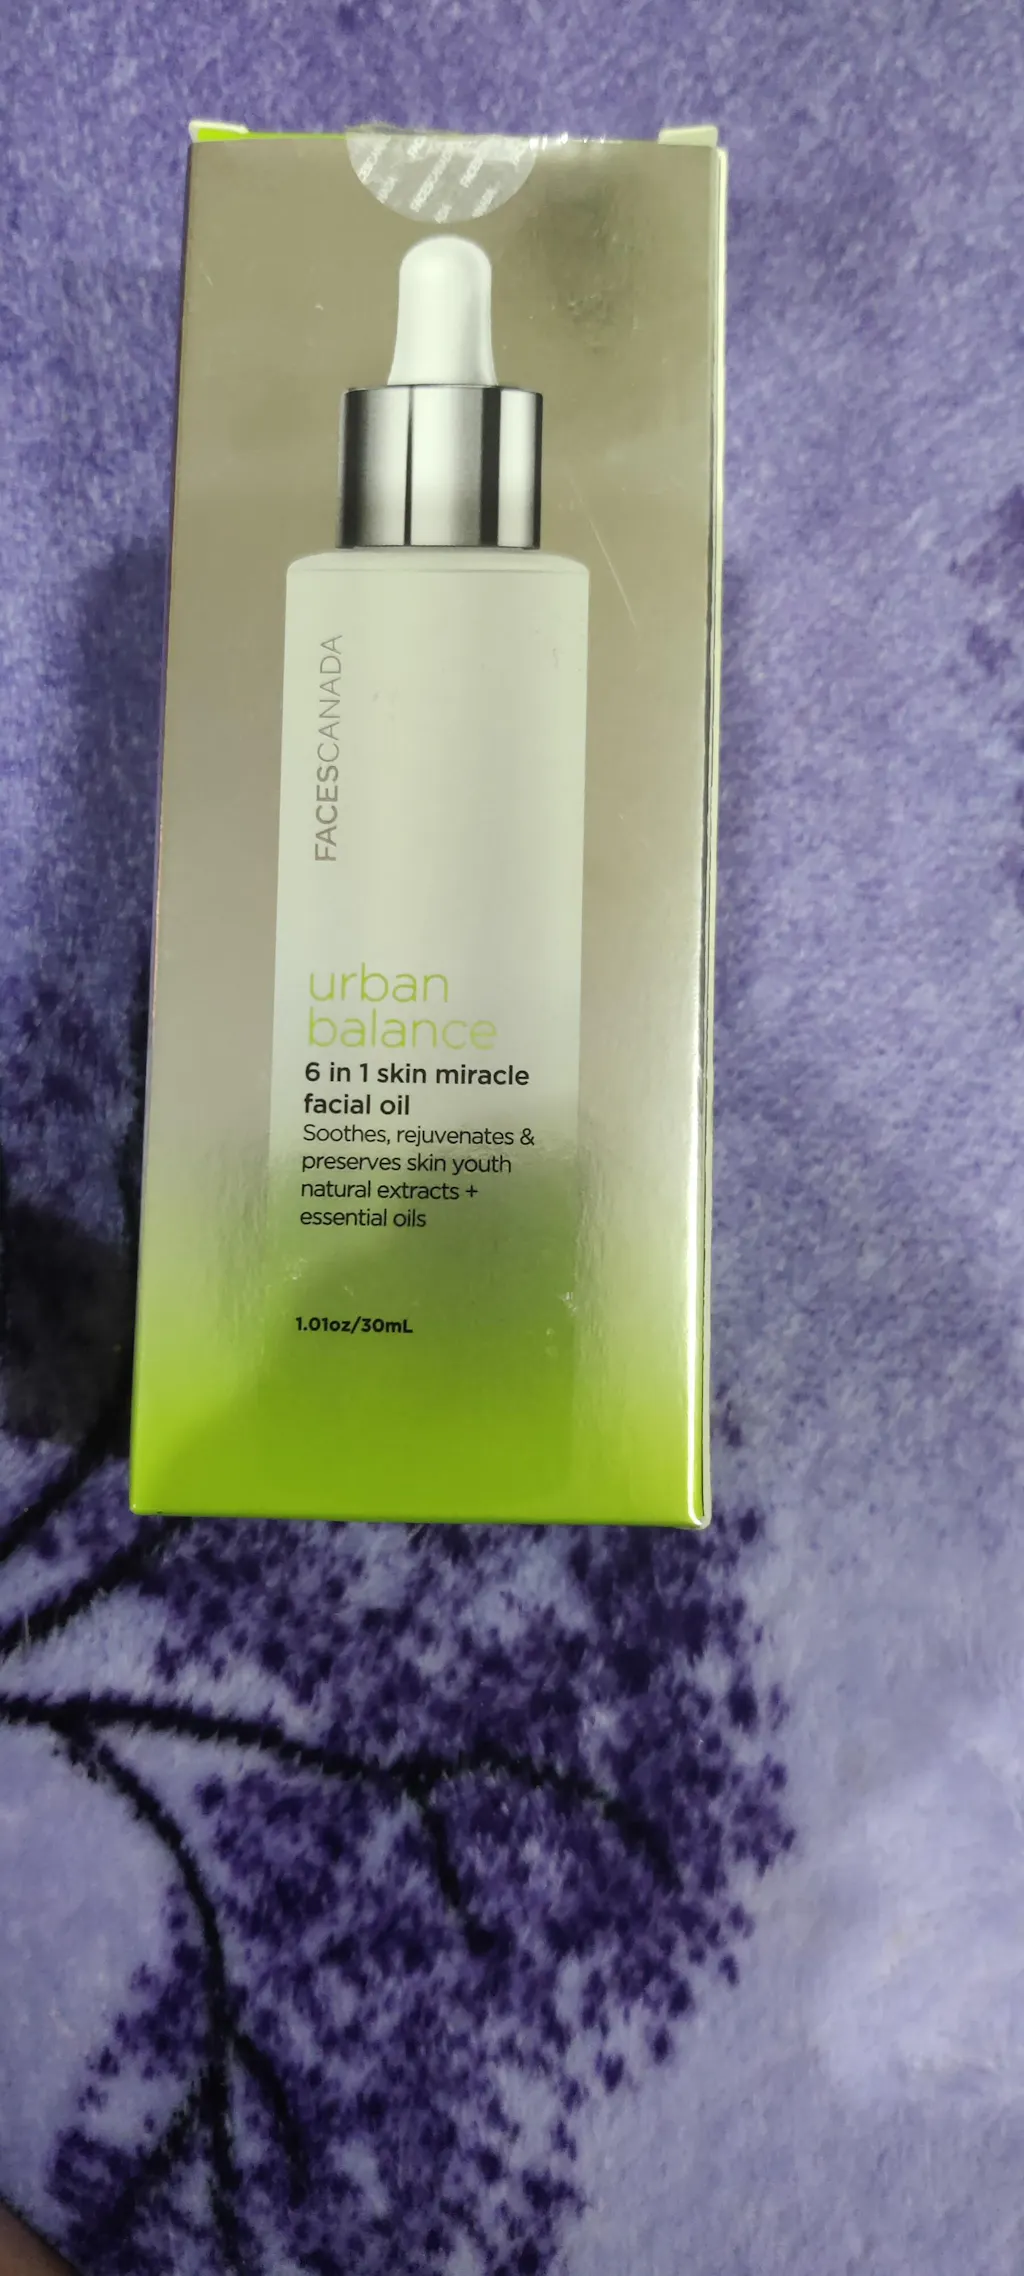 FACESCANADA
urban
balance
6 in 1 skin miracle
facial oil
Soothes, rejuvenates &
preserves skin youth
natural extracts +
essential oils
1.01oz/30mL